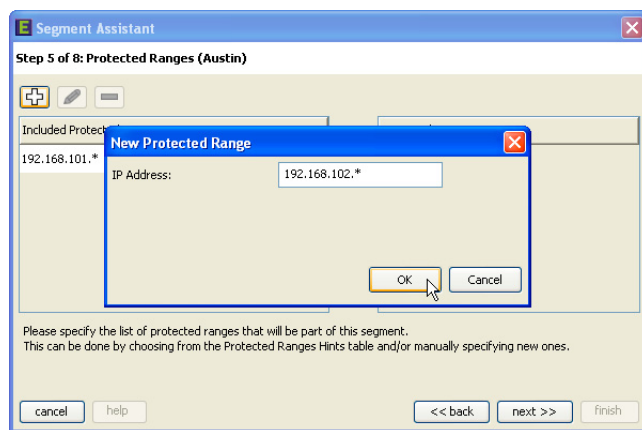 E Segment Assistant
Step 5 of 8: Protected Ranges (Austin)
Included Protect
192.168.101.*
New Protected Range
IP Address:
192.168.102.*
OK
Cancel
Please specify the list of protected ranges that will be part of this segment.
This can be done by choosing from the Protected Ranges Hints table and/or manually specifying new ones.
cancel
help
<< back
next >>
finish